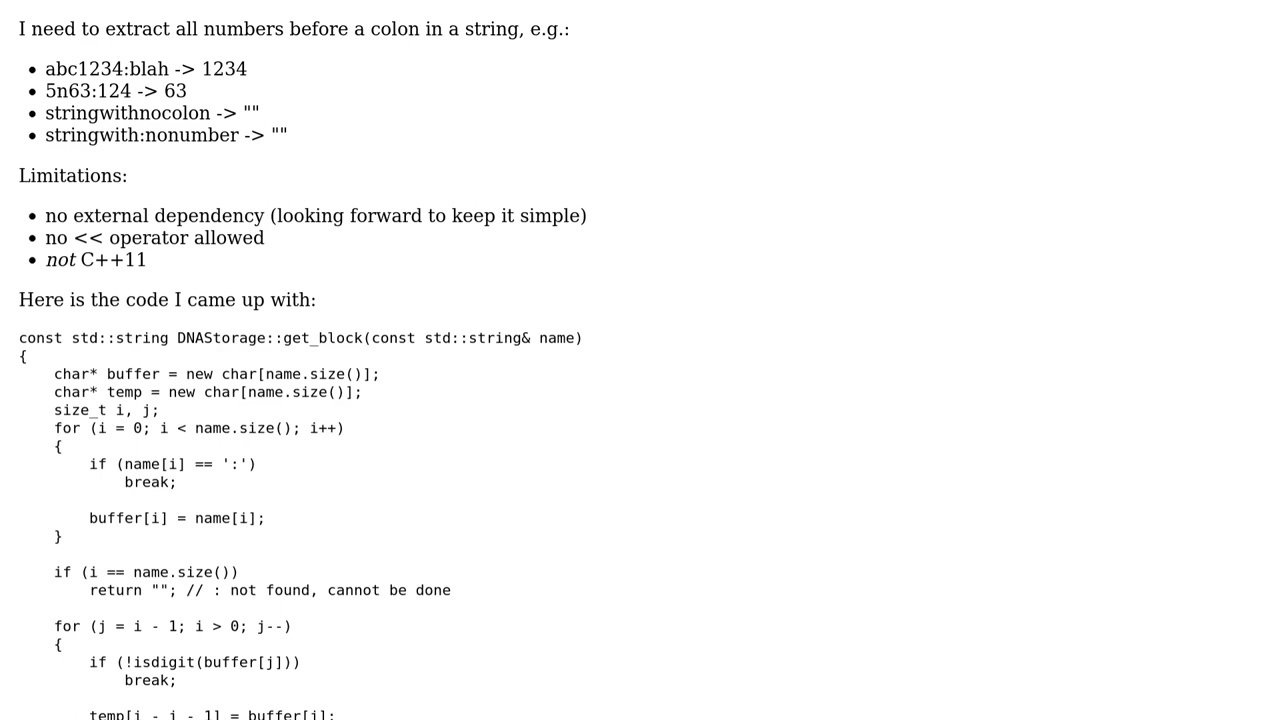 I need to extract all numbers before a colon in a string, e.g.:
• abc1234:blah -> 1234
• 5n63:124 -> 63
• stringwithnocolon -> ""
• stringwith:nonumber -> ""
Limitations:
• no external dependency (looking forward to keep it simple)
• no << operator allowed
• not C++11
Here is the code I came up with:
const std::string DNAStorage::get_block(const std::string& name)
{
    char* buffer = new char[name.size()];
    char* temp = new char[name.size()];
    size_t i, j;
    for (i = 0; i < name.size(); i++)
    {
        if (name[i] == ':')
            break;
        buffer[i] = name[i];
    }
    if (i == name.size())
        return ""; // : not found, cannot be done
    for (j = i - 1; i > 0; j--)
    {
        if (!isdigit(buffer[j]))
            break;
        temp[i - j - 1] = buffer[j];